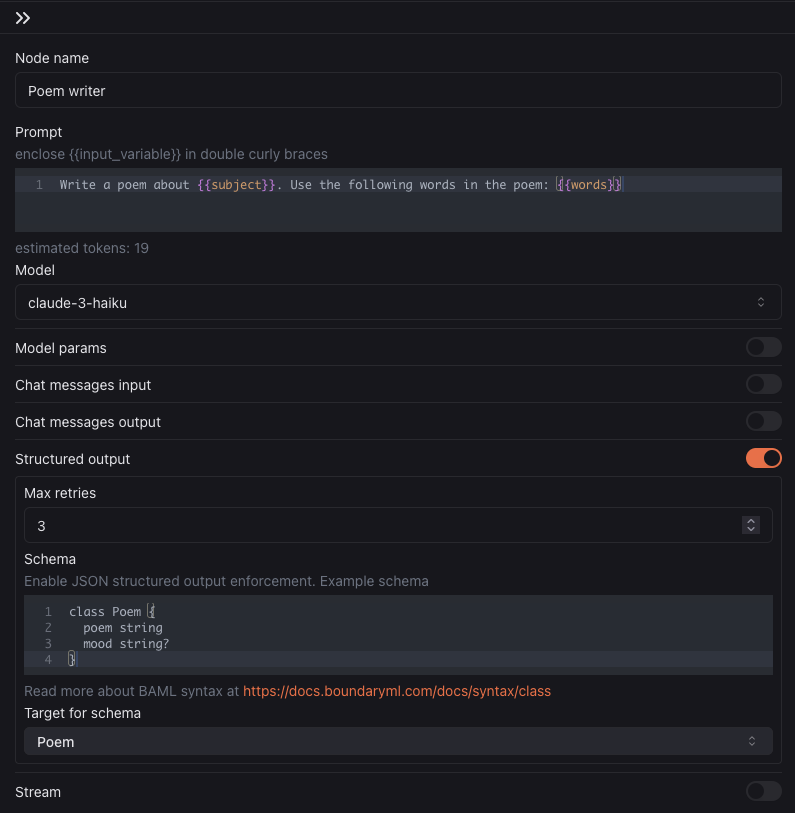 Node name
Poem writer
Prompt
enclose {{input_variable}} in double curly braces
1 Write a poem about {{subject}}. Use the following words in the poem: {{words}}
estimated tokens: 19
Model
claude-3-haiku
Model params
Chat messages input
Chat messages output
Structured output
Max retries
3
Schema
Enable JSON structured output enforcement. Example schema
1 class Poem {
2   poem string
3   mood string?
4 }
Read more about BAML syntax at https://docs.boundaryml.com/docs/syntax/class
Target for schema
Poem
Stream